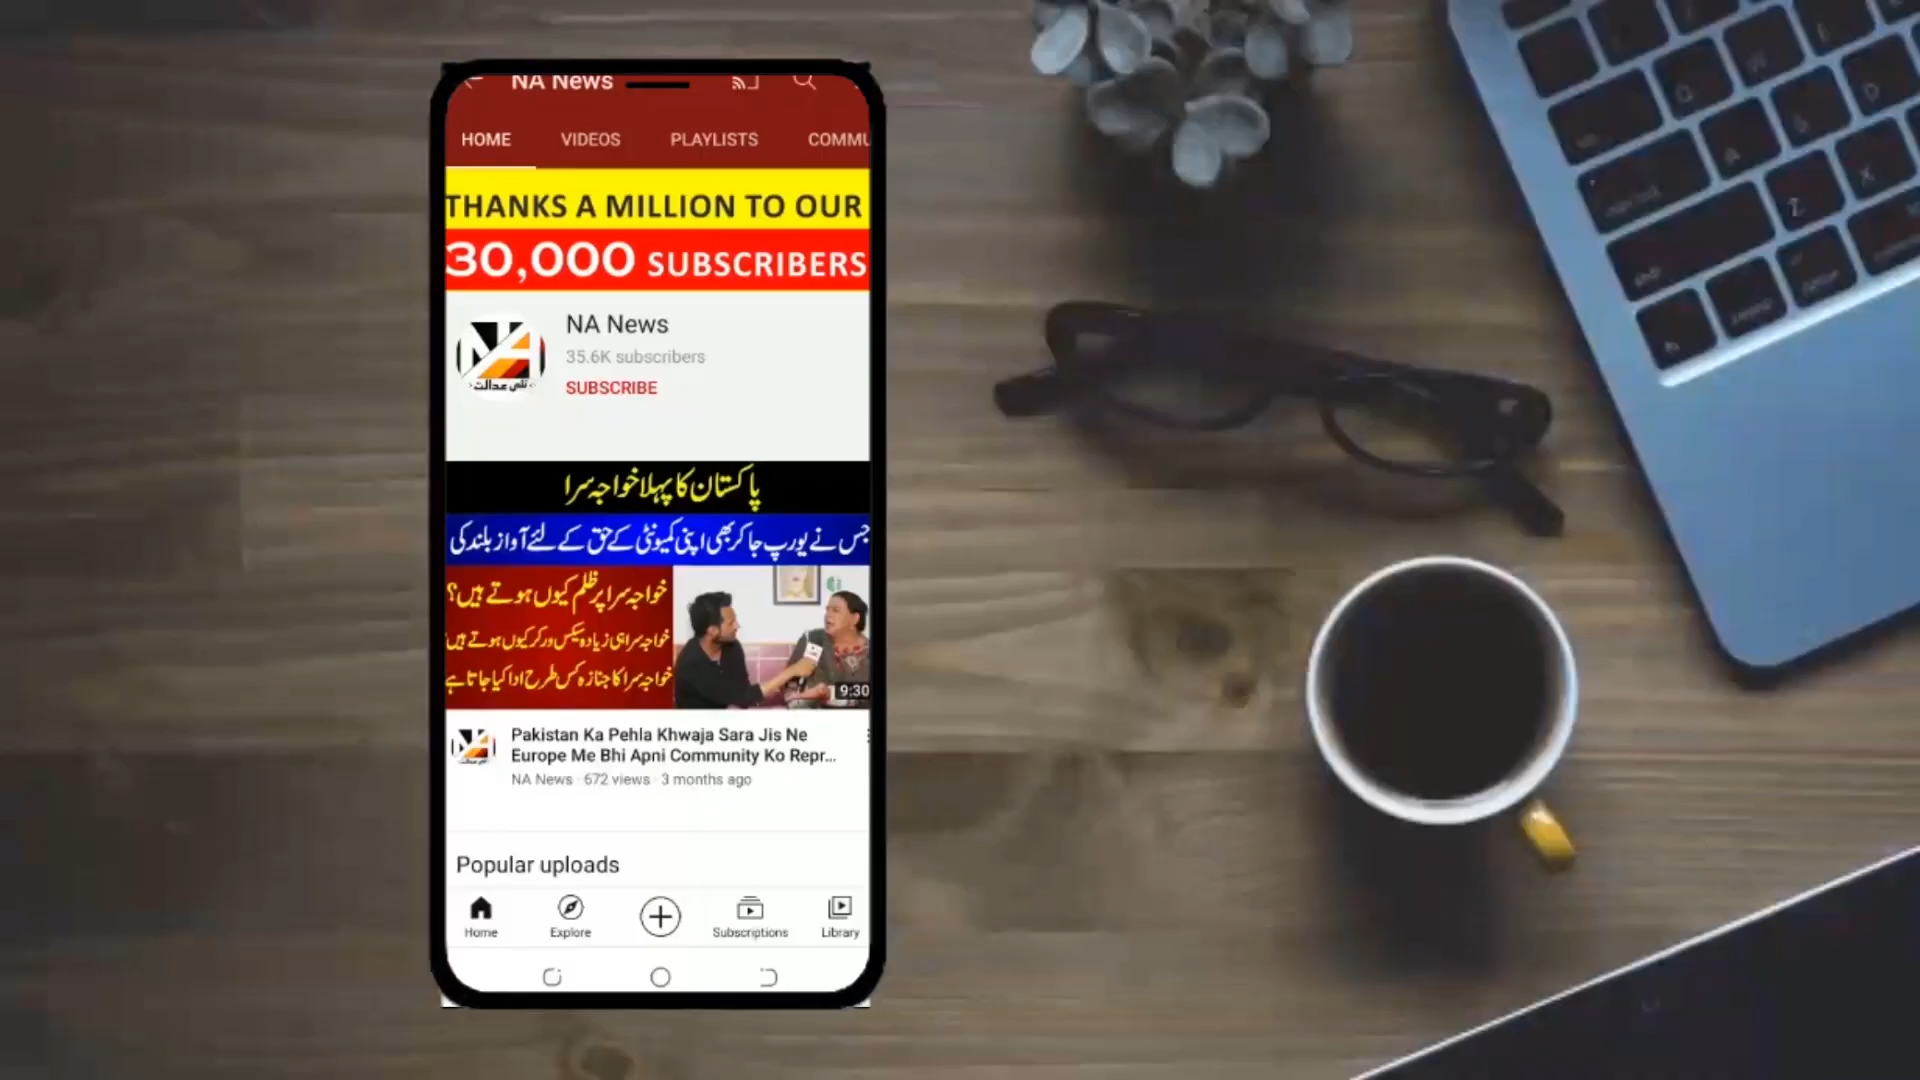 NA News
HOME VIDEOS PLAYLISTS COMMU
THANKS A MILLION TO OUR
30,000 SUBSCRIBERS
NA News
35.6K subscribers
SUBSCRIBE
پاکستان کا پہلا خواجہ سرا
جس نے یورپ جا کر بھی اپنی کمیونٹی کے حق کے لئے آواز بلند کی
خواجہ سرا پر ظلم کیوں ہوتے ہیں؟
خواجہ سرا ہی زیادہ سیکس ورکر کیوں ہوتے ہیں
خواجہ سرا کا جنازہ کس طرح ادا کیا جاتا ہے
9:30
Pakistan Ka Pehla Khwaja Sara Jis Ne
Europe Me Bhi Apni Community Ko Repr...
NA News · 672 views · 3 months ago
Popular uploads
Home Explore Subscriptions Library